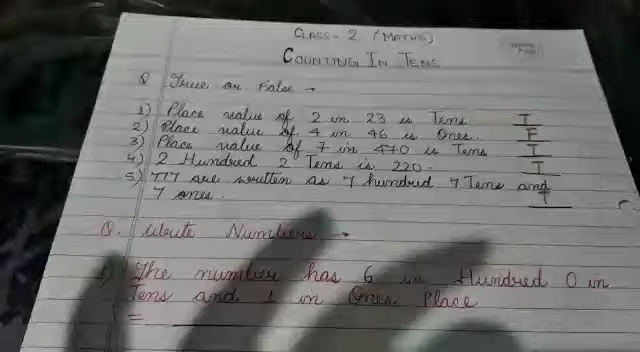 CLASS - 2 (MATHS)
COUNTING IN TENS
Q True or False →
1) Place value of 2 in 23 is Tens T
2) Place value of 4 in 46 is Ones. F
3) Place value of 7 in 470 is Tens T
4) 2 Hundred 2 Tens is 220. T
5) 777 are written as 7 hundred 7 Tens and
7 ones. T
Q. Write Numbers →
1) The number has 6 in Hundred 0 in
Tens and 1 in Ones Place
=